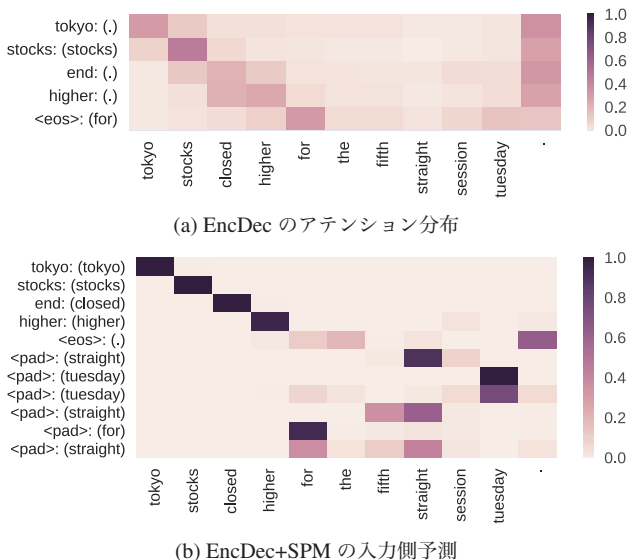 tokyo: (.)
stocks: (stocks)
end: (.)
higher: (.)
<eos>: (for)
1.0
0.8
0.6
0.4
0.2
0.0
tokyo
stocks
closed
higher
for
the
fifth
straight
session
tuesday
.
(a) EncDec のアテンション分布
tokyo: (tokyo)
stocks: (stocks)
end: (closed)
higher: (higher)
<eos>: (.)
<pad>: (straight)
<pad>: (tuesday)
<pad>: (tuesday)
<pad>: (straight)
<pad>: (for)
<pad>: (straight)
1.0
0.8
0.6
0.4
0.2
0.0
tokyo
stocks
closed
higher
for
the
fifth
straight
session
tuesday
.
(b) EncDec+SPM の入力側予測